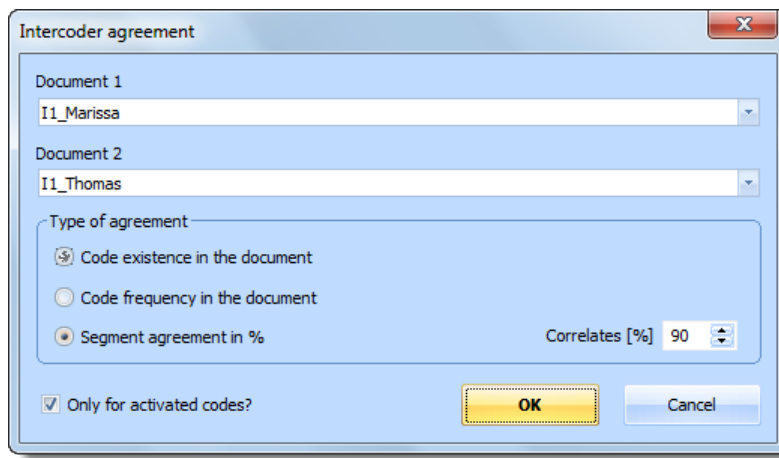 Intercoder agreement
Document 1
I1_Marissa
Document 2
I1_Thomas
Type of agreement
Code existence in the document
Code frequency in the document
Segment agreement in % Correlates [%] 90
Only for activated codes? OK Cancel